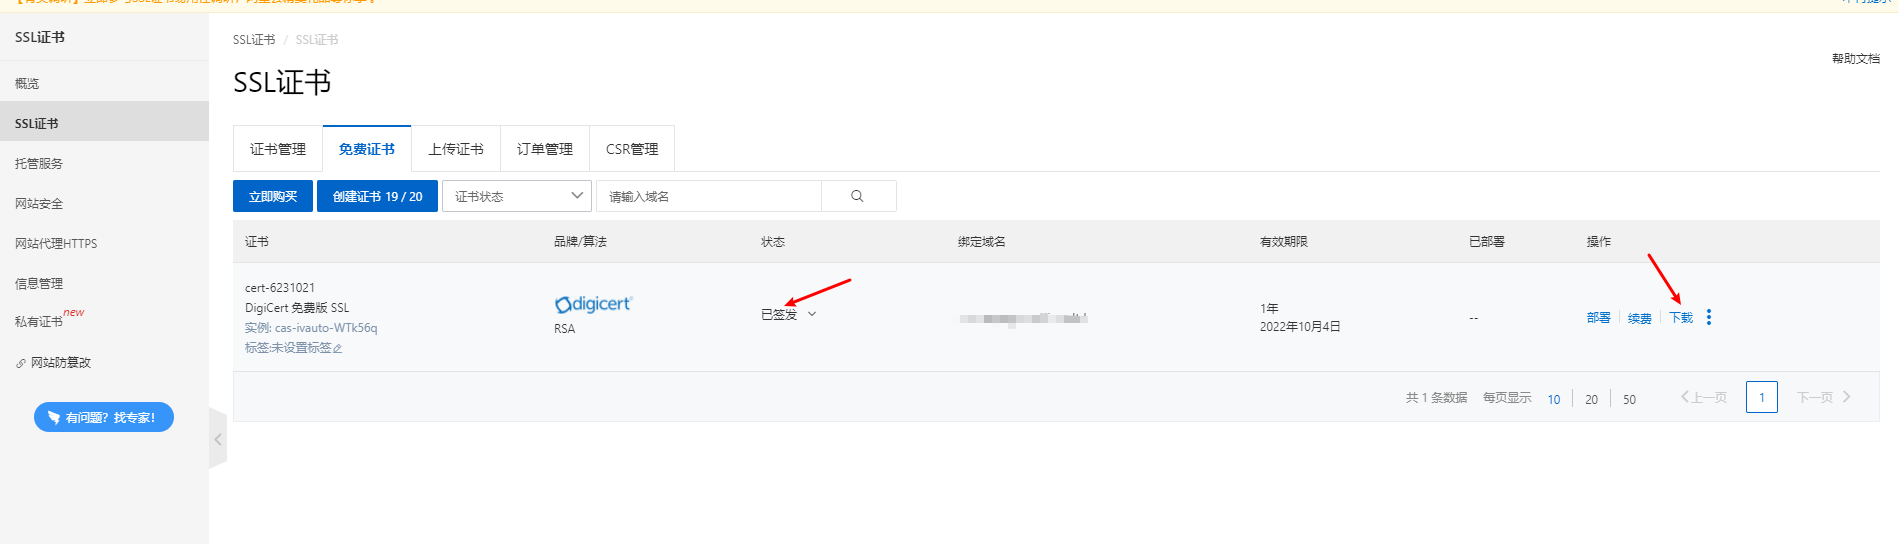 SSL证书
SSL证书 / SSL证书
帮助文档
SSL证书
概览
SSL证书
托管服务
网站安全
网站代理HTTPS
信息管理
私有证书 new
网站防篡改
有问题？找专家！
证书管理
免费证书
上传证书
订单管理
CSR管理
立即购买
创建证书 19 / 20
证书状态
请输入域名
证书
品牌/算法
状态
绑定域名
有效期限
已部署
操作
cert-6231021
DigiCert 免费版 SSL
实例: cas-ivauto-WTk56q
标签:未设置标签
digicert
RSA
已签发
1年
2022年10月4日
--
部署
续费
下载
共 1 条数据
每页显示
10
20
50
上一页
1
下一页